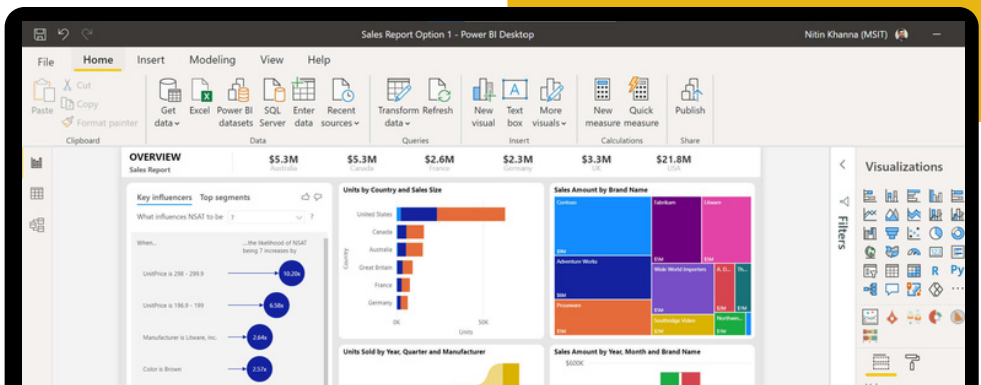 Sales Report Option 1 - Power BI Desktop
Nitin Khanna (MSIT)
File Home Insert Modeling View Help
Paste
Cut
Copy
Format painter
Clipboard
Get data
Excel
Power BI datasets
SQL Server
Enter data
Recent sources
Data
Transform data
Refresh
Queries
New visual
Text box
More visuals
Insert
New measure
Quick measure
Calculations
Publish
Share
OVERVIEW
Sales Report
$5.3M
Australia
$5.3M
Canada
$2.6M
France
$2.3M
Germany
$3.3M
UK
$21.8M
USA
Key influencers Top segments
What influences NSAT to be 7 ?
When...
...the likelihood of NSAT
being 7 increases by
UnitPrice is 298 - 299.9
10.20x
UnitPrice is 196.9 - 199
6.58x
Manufacturer is Litware, Inc.
2.64x
Color is Brown
2.57x
Units by Country and Sales Size
Country
United States
Canada
Australia
Great Britain
France
Germany
0K 50K
Units
Sales Amount by Brand Name
Contoso
Fabrikam
Litware
Adventure Works
Wide World Importers
A. D...
Th...
Proseware
Southridge Video
Northwin...
Units Sold by Year, Quarter and Manufacturer
Sales Amount by Year, Month and Brand Name
$600K
Filters
Visualizations
R Py